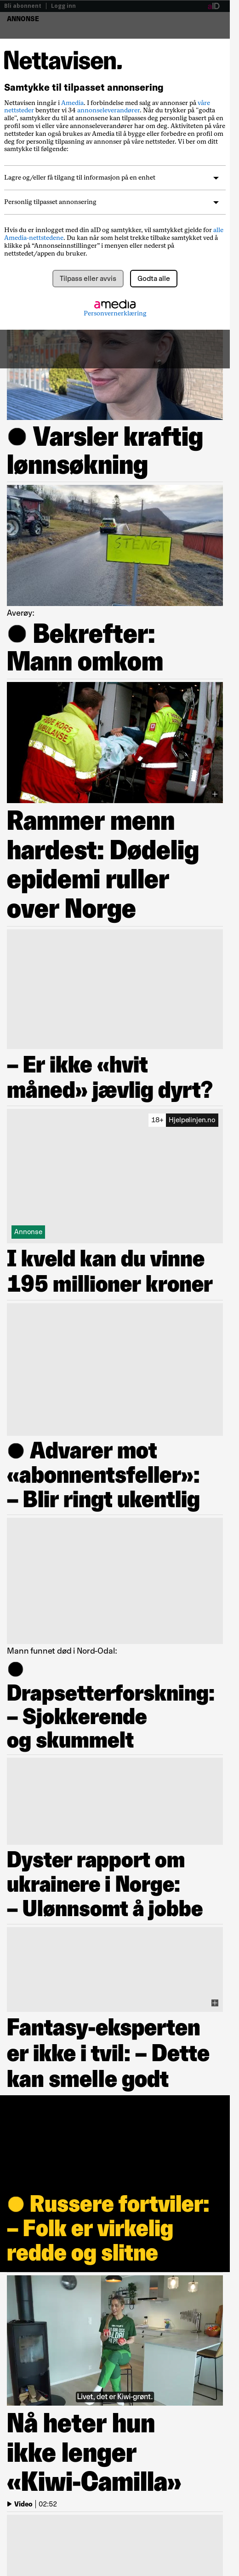 Bli abonnent | Logg inn
ANNONSE
Nettavisen.
Samtykke til tilpasset annonsering
Nettavisen inngår i Amedia. I forbindelse med salg av annonser på våre
nettsteder benytter vi 34 annonseleverandører. Når du trykker på "godta
alle", samtykker du til at annonser kan tilpasses deg personlig basert på en
profil som vi eller våre annonseleverandører har om deg. Aktiviteten på våre
nettsteder kan også brukes av Amedia til å bygge eller forbedre en profil om
deg for personlig tilpasning av annonser på våre nettsteder. Vi ber om ditt
samtykke til følgende:
Lagre og/eller få tilgang til informasjon på en enhet
Personlig tilpasset annonsering
Hvis du er innlogget med din aID og samtykker, vil samtykket gjelde for alle
Amedia-nettstedene. Du kan når som helst trekke tilbake samtykket ved å
klikke på “Annonseinnstillinger” i menyen eller nederst på
nettstedet/appen du bruker.
Tilpass eller avvis
Godta alle
amedia
Personvernerklæring
Varsler kraftig
lønnsøkning
STENGT
Averøy:
Bekrefter:
Mann omkom
Rammer menn
hardest: Dødelig
epidemi ruller
over Norge
– Er ikke «hvit
måned» jævlig dyrt?
18+ Hjelpelinjen.no
Annonse
I kveld kan du vinne
195 millioner kroner
Advarer mot
«abonnentsfeller»:
– Blir ringt ukentlig
Mann funnet død i Nord-Odal:
Drapsetterforskning:
– Sjokkerende
og skummelt
Dyster rapport om
ukrainere i Norge:
– Ulønnsomt å jobbe
Fantasy-eksperten
er ikke i tvil: – Dette
kan smelle godt
Russere fortviler:
– Folk er virkelig
redde og slitne
Livet, det er Kiwi-grønt.
Nå heter hun
ikke lenger
«Kiwi-Camilla»
Video | 02:52